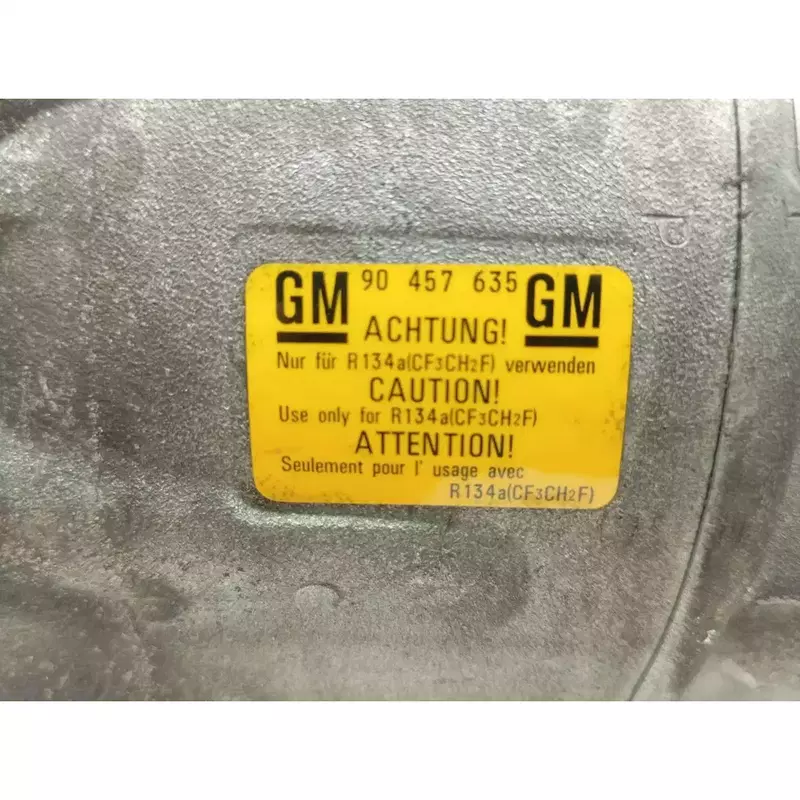 GM 90 457 635 GM
ACHTUNG!
Nur für R134a(CF3CH2F) verwenden
CAUTION!
Use only for R134a(CF3CH2F)
ATTENTION!
Seulement pour l' usage avec
R134a(CF3CH2F)